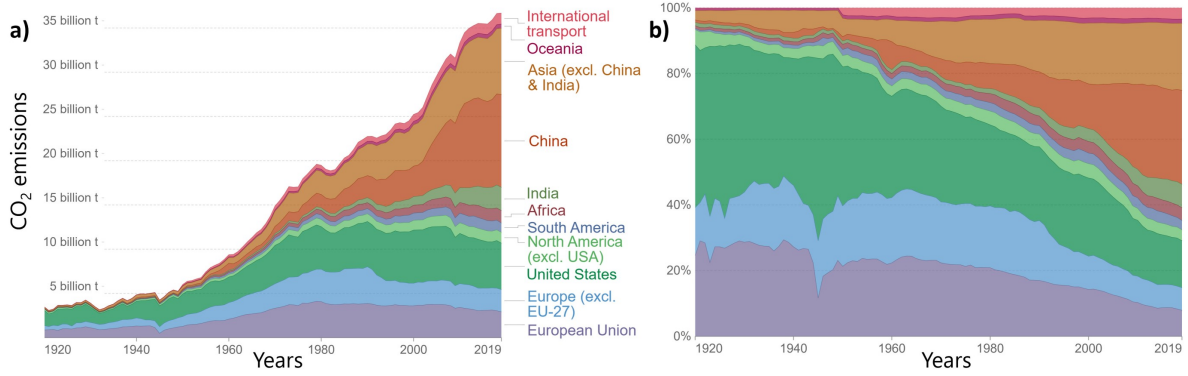 a)
CO₂ emissions
35 billion t
30 billion t
25 billion t
20 billion t
15 billion t
10 billion t
5 billion t
1920
1940
1960
1980
2000
2019
Years
International
transport
Oceania
Asia (excl. China
& India)
China
India
Africa
South America
North America
(excl. USA)
United States
Europe (excl.
EU-27)
European Union
b)
100%
80%
60%
40%
20%
0%
1920
1940
1960
1980
2000
2019
Years